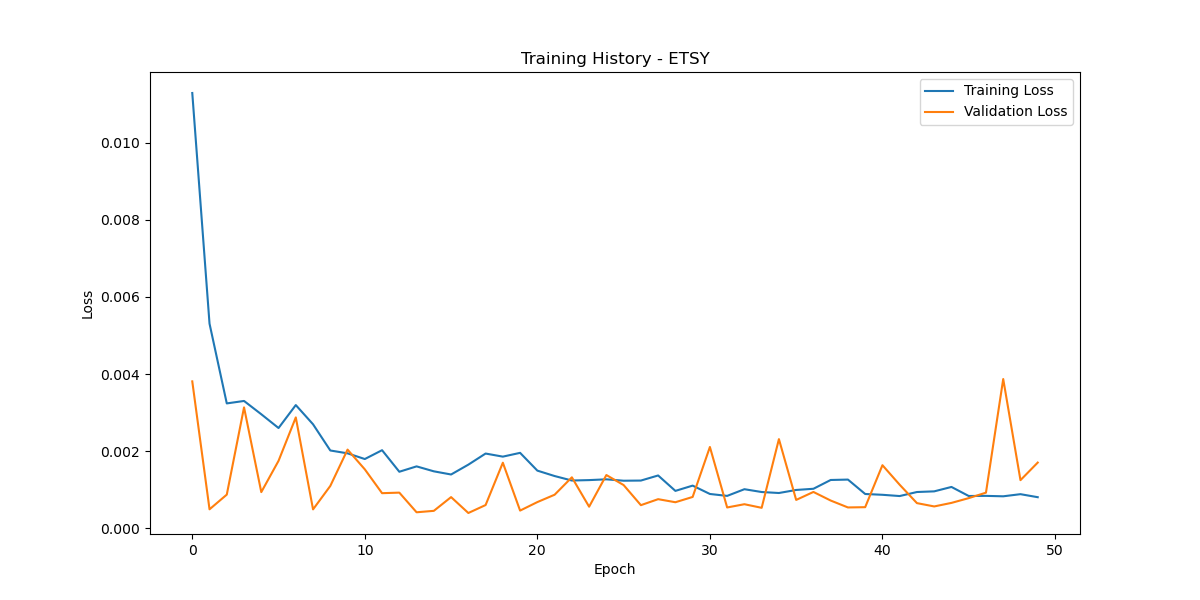 Training History - ETSY
Training Loss
Validation Loss
0.010
0.008
0.006
0.004
0.002
0.000
Loss
0
10
20
30
40
50
Epoch